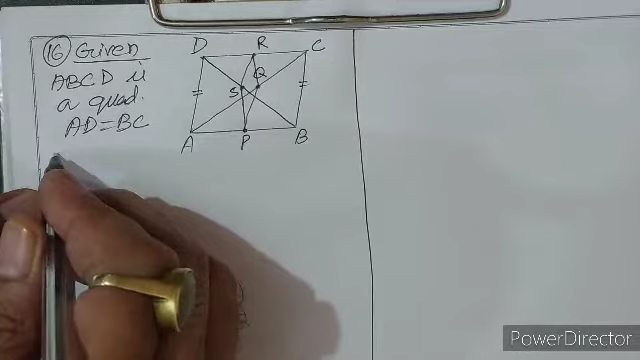 16 Given
ABCD is
a quad.
AD=BC
D R C
S Q
A P B
PowerDirector